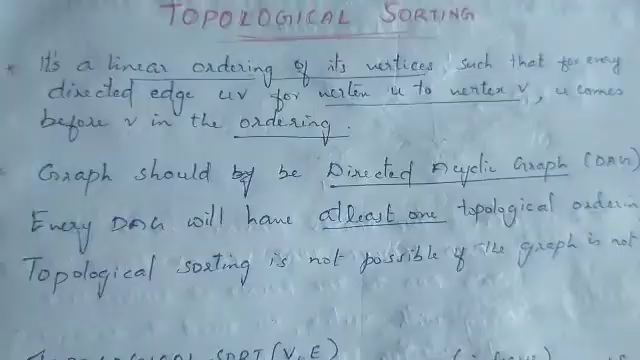 TOPOLOGICAL SORTING
* It's a linear ordering of its vertices, such that for every
directed edge uv for vertex u to vertex v, u comes
before v in the ordering.
Graph should by be Directed Acyclic Graph (DAG)
Every DAG will have atleast one topological orderin
Topological sorting is not possible if the graph is not
SORT(V,E)